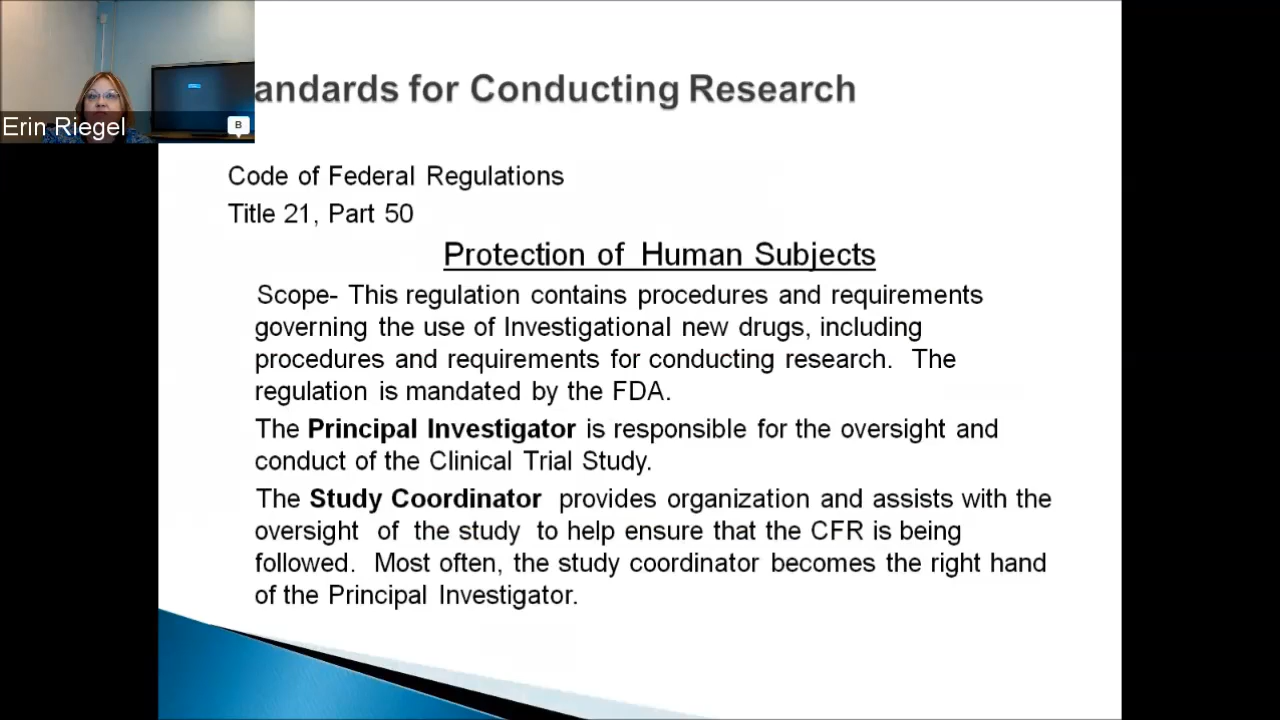 andards for Conducting Research
Erin Riegel
B
Code of Federal Regulations
Title 21, Part 50
Protection of Human Subjects
Scope- This regulation contains procedures and requirements
governing the use of Investigational new drugs, including
procedures and requirements for conducting research. The
regulation is mandated by the FDA.
The Principal Investigator is responsible for the oversight and
conduct of the Clinical Trial Study.
The Study Coordinator provides organization and assists with the
oversight of the study to help ensure that the CFR is being
followed. Most often, the study coordinator becomes the right hand
of the Principal Investigator.